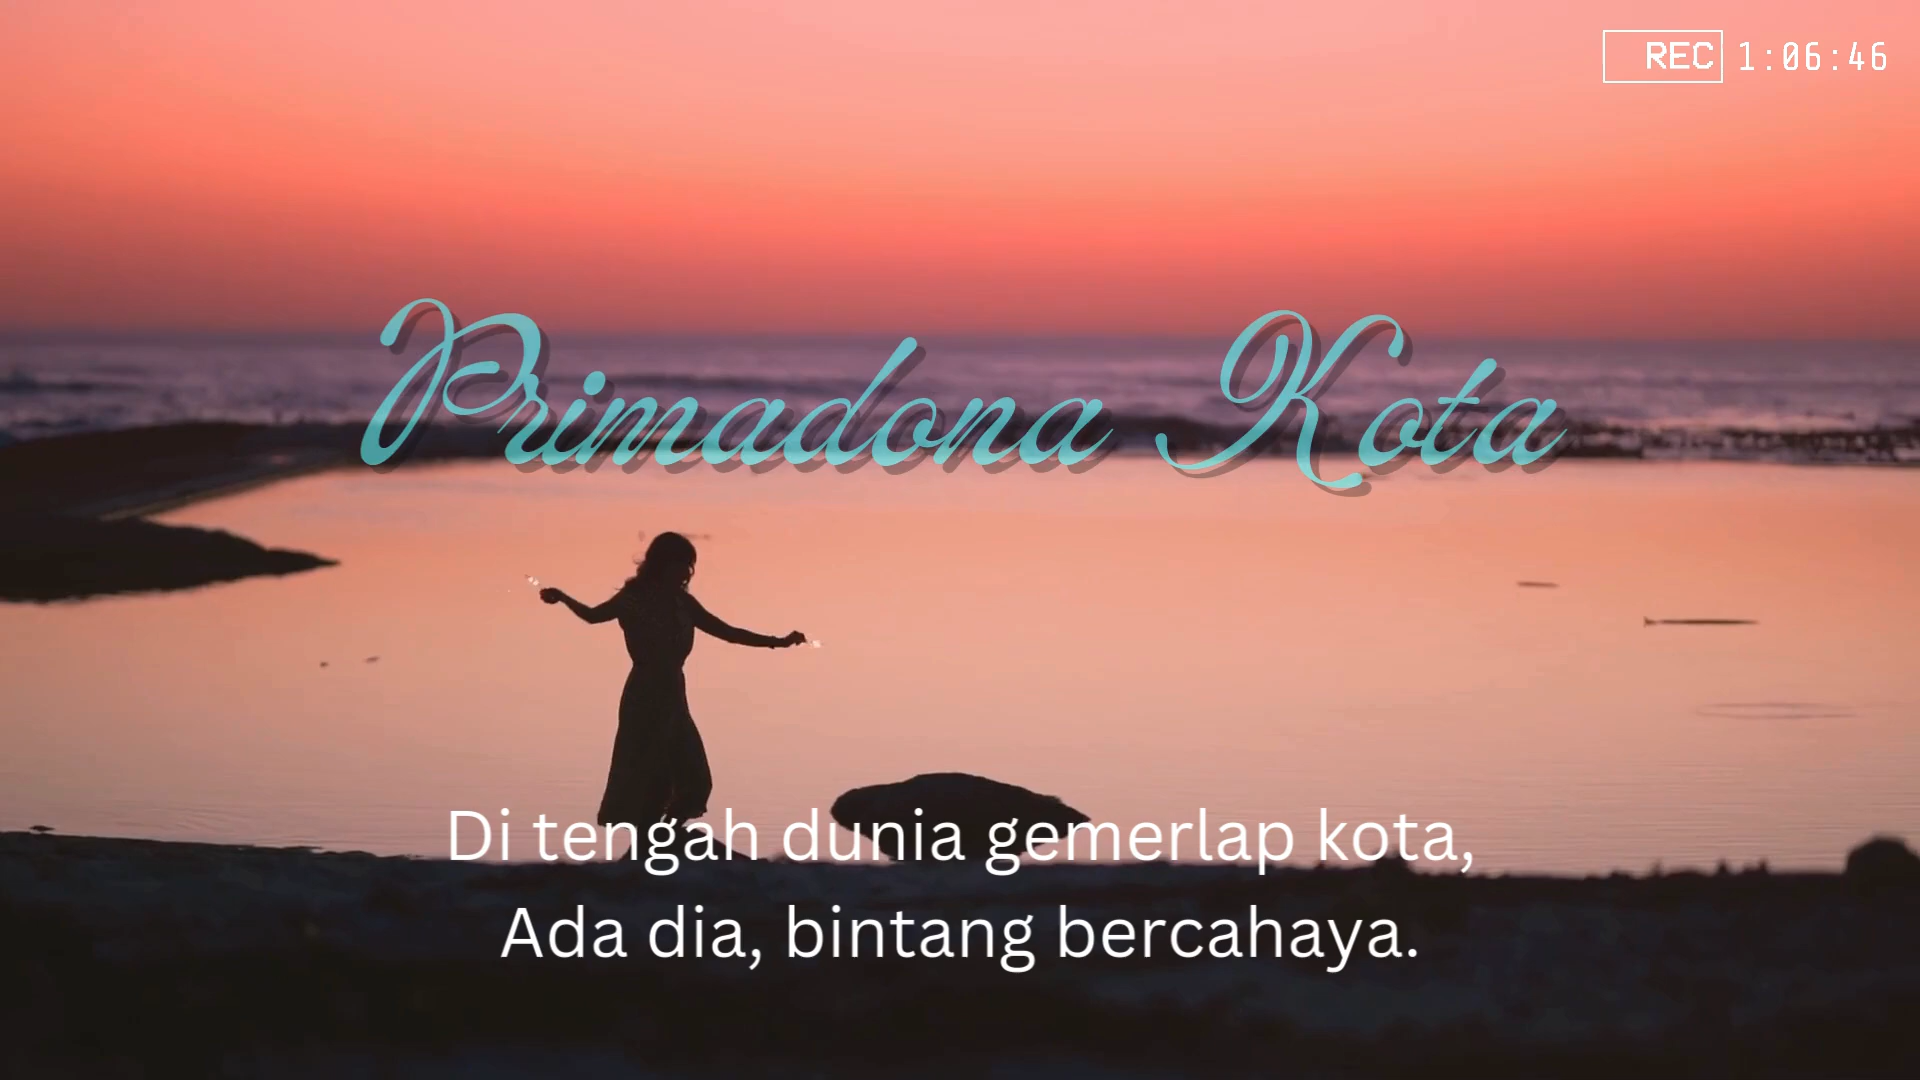 REC 1:06:46
Primadona Kota
Di tengah dunia gemerlap kota,
Ada dia, bintang bercahaya.